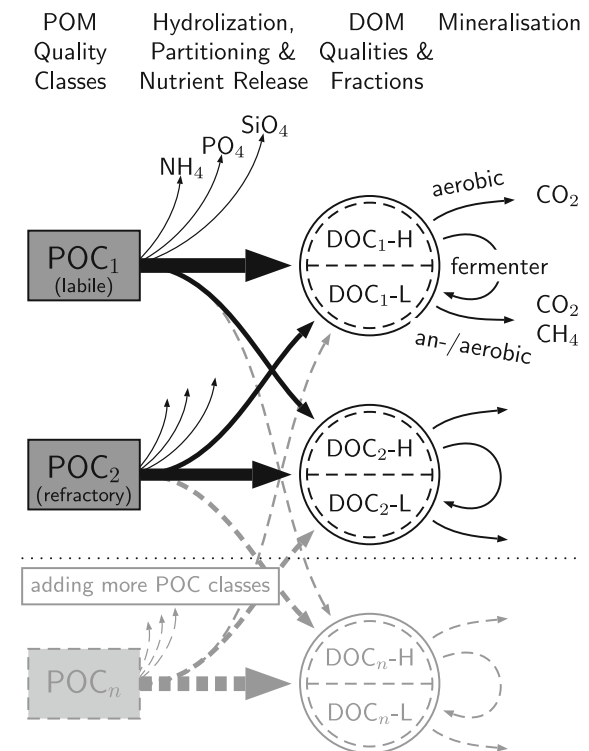 POM
Quality
Classes
Hydrolization,
Partitioning &
Nutrient Release
DOM
Qualities &
Fractions
Mineralisation
NH₄
PO₄
SiO₄
POC₁
(labile)
DOC₁-H
DOC₁-L
aerobic
CO₂
fermenter
an-/aerobic
CO₂
CH₄
POC₂
(refractory)
DOC₂-H
DOC₂-L
adding more POC classes
POCₙ
DOCₙ-H
DOCₙ-L